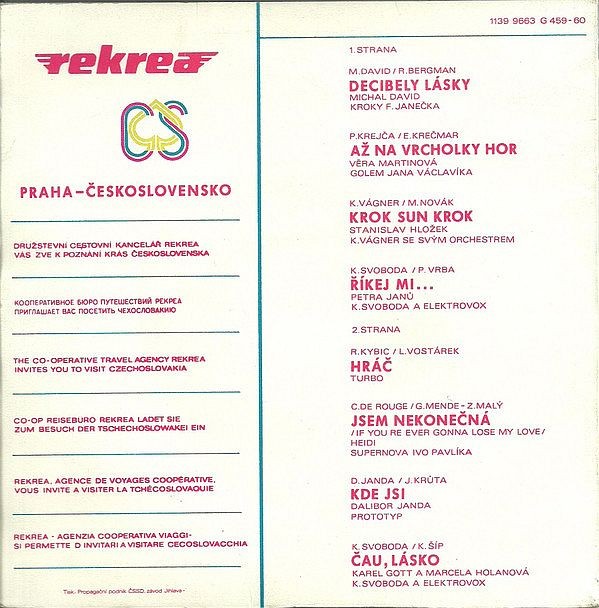 rekrea
ČS
PRAHA-ČESKOSLOVENSKO
DRUŽSTEVNÍ CESTOVNÍ KANCELÁŘ REKREA
VÁS ZVE K POZNÁNÍ KRÁS ČESKOSLOVENSKA
КООПЕРАТИВНОЕ БЮРО ПУТЕШЕСТВИЙ РЕКРЕА
ПРИГЛАШАЕТ ВАС ПОСЕТИТЬ ЧЕХОСЛОВАКИЮ
THE CO-OPERATIVE TRAVEL AGENCY REKREA
INVITES YOU TO VISIT CZECHOSLOVAKIA
CO-OP REISEBURO REKREA LADET SIE
ZUM BESUCH DER TSCHECHOSLOWAKEI EIN
REKREA. AGENCE DE VOYAGES COOPÉRATIVE,
VOUS INVITE A VISITER LA TCHÉCOSLOVAQUIE
REKREA - AGENZIA COOPERATIVA VIAGGI-
SI PERMETTE D INVITARI A VISITARE CECOSLOVACCHIA
Tisk. Propagační podnik ČSSD, závod Jihlava-
1139 9663 G 459-60
1. STRANA
M. DAVID / R. BERGMAN
DECIBELY LÁSKY
MICHAL DAVID
KROKY F. JANEČKA
P. KREJČA / E. KREČMAR
AŽ NA VRCHOLKY HOR
VĚRA MARTINOVÁ
GOLEM JANA VÁCLAVÍKA
K. VÁGNER / M. NOVÁK
KROK SUN KROK
STANISLAV HLOŽEK
K. VÁGNER SE SVÝM ORCHESTREM
K. SVOBODA / P. VRBA
ŘÍKEJ MI...
PETRA JANŮ
K. SVOBODA A ELEKTROVOX
2. STRANA
R. KYBIC / L. VOSTÁREK
HRÁČ
TURBO
C. DE ROUGE / G. MENDE - Z. MALÝ
JSEM NEKONEČNÁ
/ IF YOU RE EVER GONNA LOSE MY LOVE /
HEIDI
SUPERNOVA IVO PAVLÍKA
D. JANDA / J. KRŮTA
KDE JSI
DALIBOR JANDA
PROTOTYP
K. SVOBODA / K. ŠÍP
ČAU, LÁSKO
KAREL GOTT A MARCELA HOLANOVÁ
K. SVOBODA A ELEKTROVOX